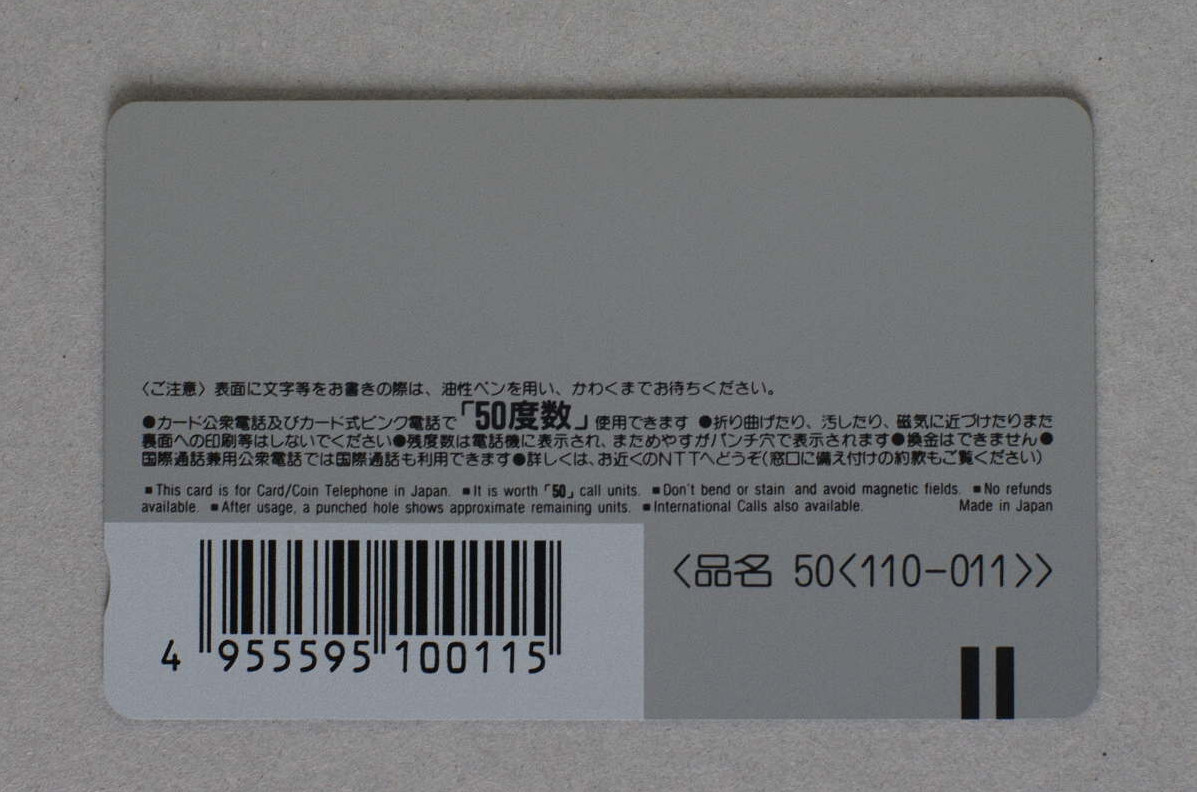 〈ご注意〉表面に文字等をお書きの際は、油性ペンを用い、かわくまでお待ちください。
●カード公衆電話及びカード式ピンク電話で「50度数」使用できます ●折り曲げたり、汚したり、磁気に近づけたりまた
裏面への印刷等はしないでください●残度数は電話機に表示され、まためやすがパンチ穴で表示されます●換金はできません●
国際通話兼用公衆電話では国際通話も利用できます●詳しくは、お近くのNTTへどうぞ(窓口に備え付けの約款もご覧ください)
■This card is for Card/Coin Telephone in Japan. ■It is worth「50」call units. ■Don't bend or stain and avoid magnetic fields. ■No refunds
available. ■After usage, a punched hole shows approximate remaining units. ■International Calls also available. Made in Japan
〈品名 50〈110-011〉〉
4 955595 100115